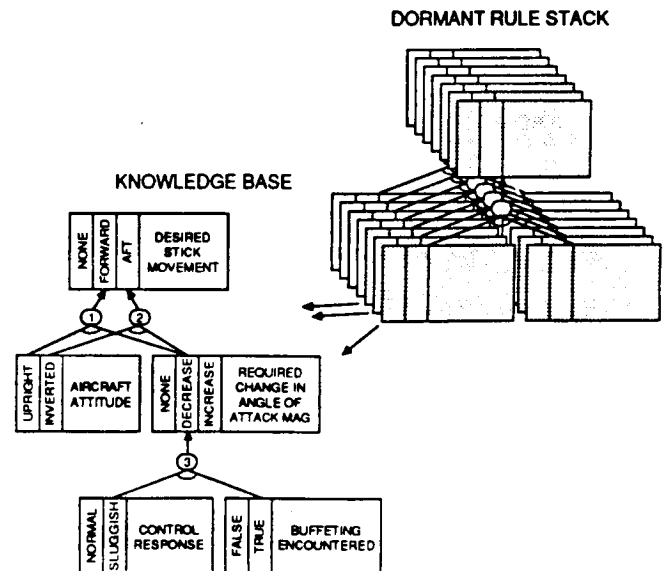 DORMANT RULE STACK
KNOWLEDGE BASE
NONE
FORWARD
AFT
DESIRED
STICK
MOVEMENT
1
2
UPRIGHT
INVERTED
AIRCRAFT
ATTITUDE
NONE
DECREASE
INCREASE
REQUIRED
CHANGE IN
ANGLE OF
ATTACK MAG
3
NORMAL
SLUGGISH
CONTROL
RESPONSE
FALSE
TRUE
BUFFETING
ENCOUNTERED